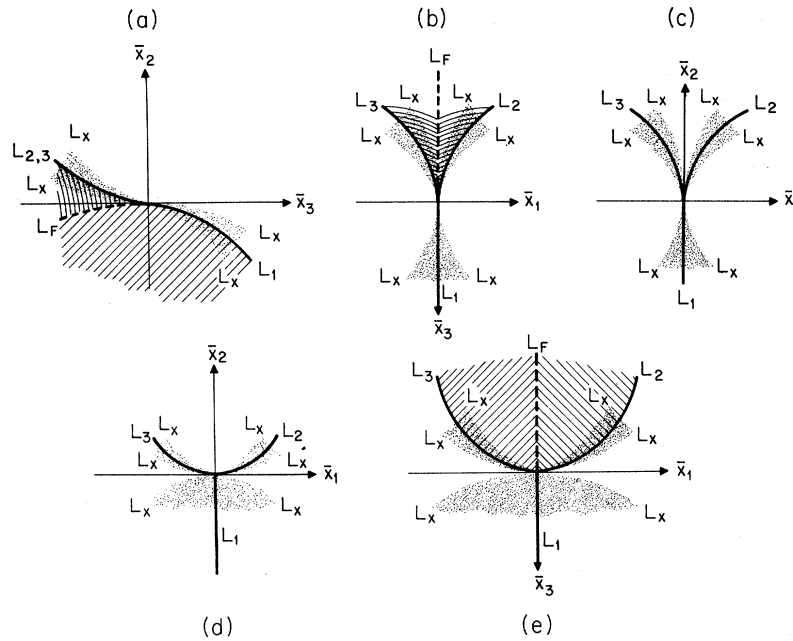 (a) (b) (c)
x̄2 LF x̄2
L3 Lx Lx L2 L3 Lx Lx L2
Lx Lx Lx Lx
Lx
L2,3
Lx
x̄3 x̄1 x̄
LF
Lx
Lx L1
Lx Lx Lx Lx
L1 L1
x̄3
x̄2 LF
L3 L2
L3 Lx Lx L2 Lx Lx
Lx Lx Lx Lx
x̄1 x̄1
Lx Lx Lx Lx
L1 L1
x̄3
(d) (e)